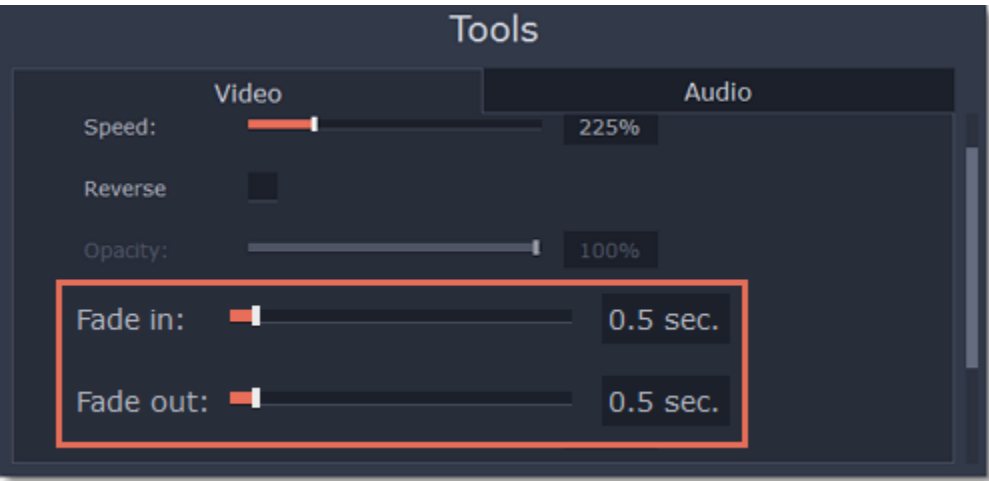 Tools
Video Audio
Speed: 225%
Reverse
Opacity: 100%
Fade in: 0.5 sec.
Fade out: 0.5 sec.